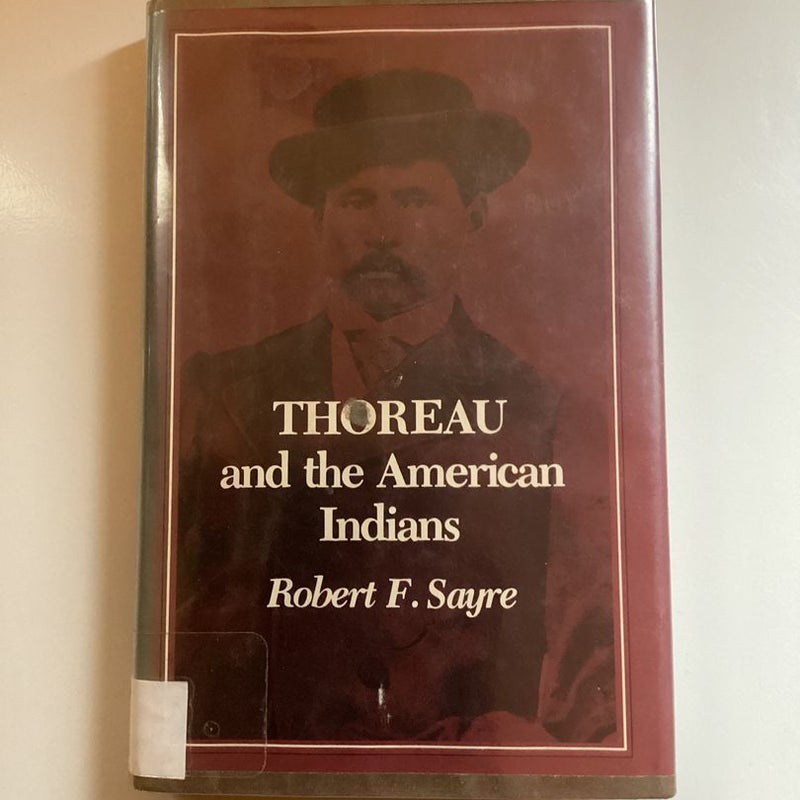 THOREAU
and the American
Indians
Robert F. Sayre